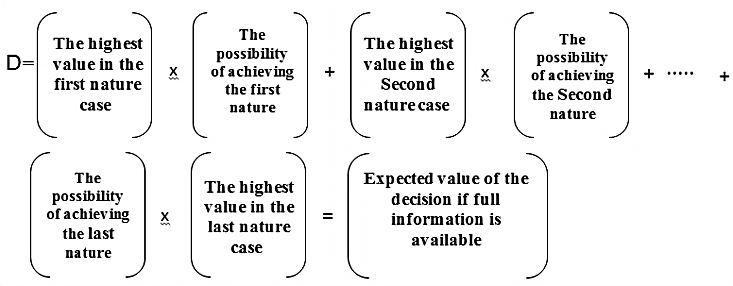 D= ( The highest value in the first nature case ) x ( The possibility of achieving the first nature ) + ( The highest value in the Second nature case ) x ( The possibility of achieving the Second nature ) + ..... +
( The possibility of achieving the last nature ) x ( The highest value in the last nature case ) = ( Expected value of the decision if full information is available )